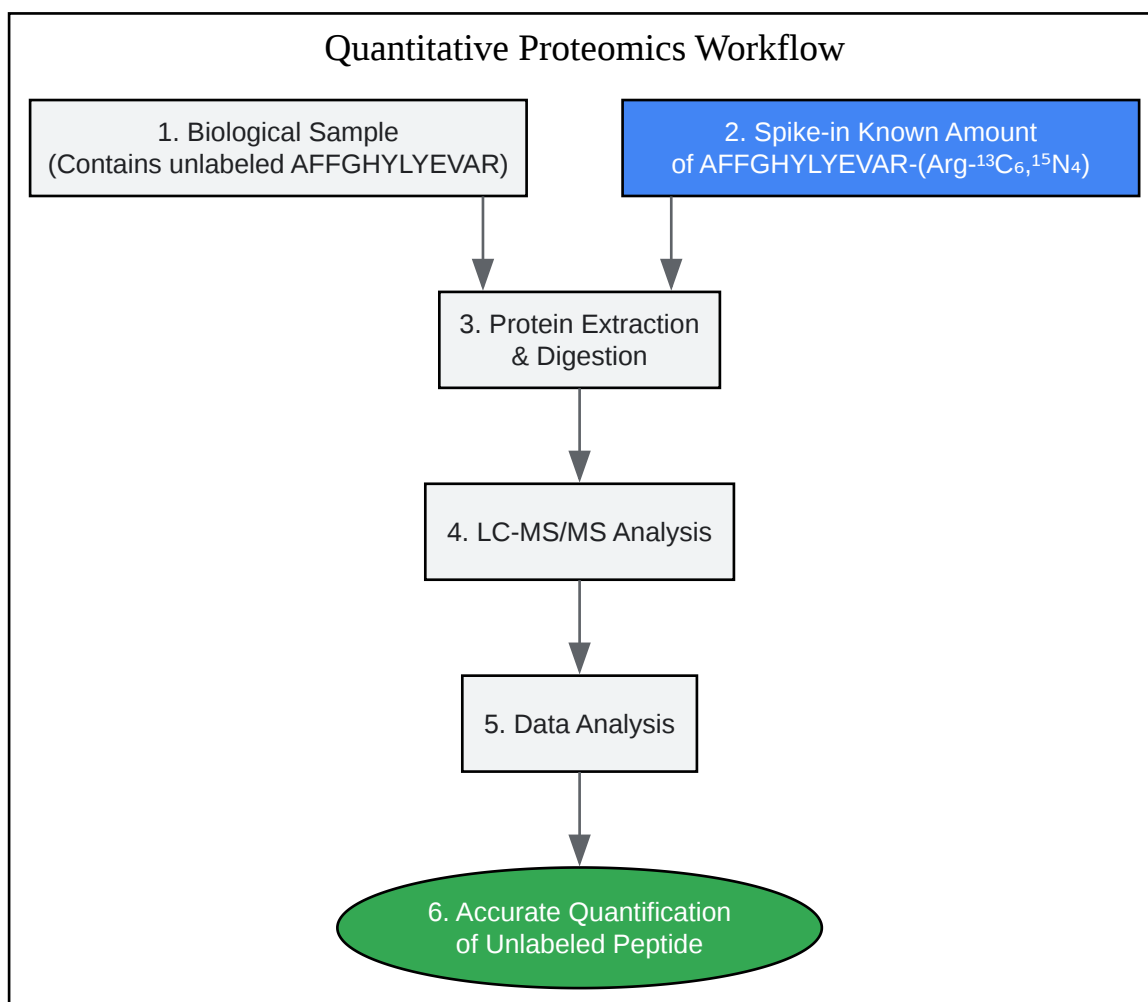 Quantitative Proteomics Workflow
1. Biological Sample
(Contains unlabeled AFFGHYLYEVAR)
2. Spike-in Known Amount
of AFFGHYLYEVAR-(Arg-¹³C₆,¹⁵N₄)
3. Protein Extraction
& Digestion
4. LC-MS/MS Analysis
5. Data Analysis
6. Accurate Quantification
of Unlabeled Peptide